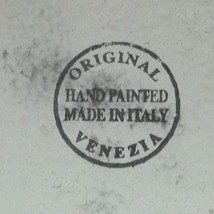 ORIGINAL
HAND PAINTED
MADE IN ITALY
VENEZIA